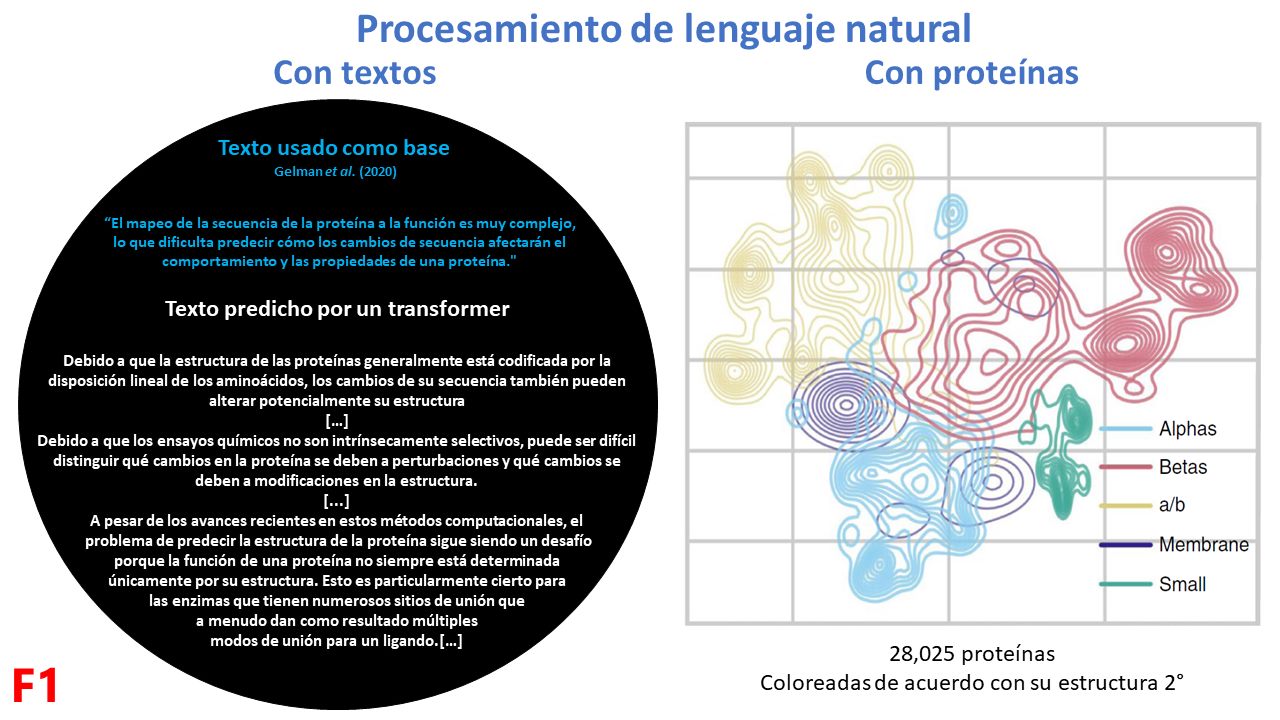 Procesamiento de lenguaje natural
Con textos
Con proteínas
Texto usado como base
Gelman et al. (2020)
“El mapeo de la secuencia de la proteína a la función es muy complejo,
lo que dificulta predecir cómo los cambios de secuencia afectarán el
comportamiento y las propiedades de una proteína."
Texto predicho por un transformer
Debido a que la estructura de las proteínas generalmente está codificada por la
disposición lineal de los aminoácidos, los cambios de su secuencia también pueden
alterar potencialmente su estructura
[…]
Debido a que los ensayos químicos no son intrínsecamente selectivos, puede ser difícil
distinguir qué cambios en la proteína se deben a perturbaciones y qué cambios se
deben a modificaciones en la estructura.
[...]
A pesar de los avances recientes en estos métodos computacionales, el
problema de predecir la estructura de la proteína sigue siendo un desafío
porque la función de una proteína no siempre está determinada
únicamente por su estructura. Esto es particularmente cierto para
las enzimas que tienen numerosos sitios de unión que
a menudo dan como resultado múltiples
modos de unión para un ligando.[…]
F1
Alphas
Betas
a/b
Membrane
Small
28,025 proteínas
Coloreadas de acuerdo con su estructura 2°